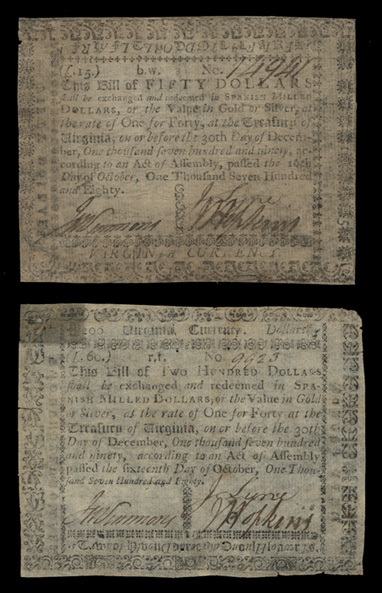 (£.15.) b.w. No. 14941
This Bill of FIFTY DOLLARS
shall be exchanged and redeemed in SPANISH MILLED
DOLLARS, or the Value in Gold or Silver, at
the rate of One for Forty, at the Treasury of
Virginia, on or before the 30th Day of Decem-
ber, One thousand seven hundred and ninety, ac-
cording to an Act of Assembly, passed the 16th
Day of October, One Thousand Seven Hundred
and Eighty.
J Lyne
J Hopkins
VIRGINIA CURRENCY.
200 Virginia Currency. Dollars
(£.60.) r.f. No 9623
This Bill of TWO HUNDRED DOLLARS
shall be exchanged and redeemed in SPA-
NISH MILLED DOLLARS, or the Value in Gold
or Silver, at the rate of One for Forty at the
Treasury of Virginia, on or before the 30th
Day of December, One thousand seven hundred
and ninety, according to an Act of Assembly
passed the sixteenth Day of October, One Thou-
sand Seven Hundred and Eighty.
J Lyne
J Hopkins